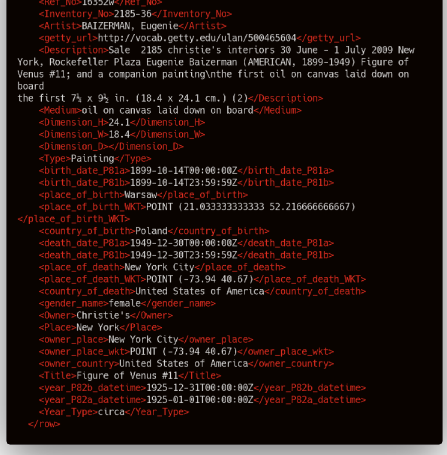 <Ref_No>16352w</Ref_No>
<Inventory_No>2185-36</Inventory_No>
<Artist>BAIZERMAN, Eugenie</Artist>
<getty_url>http://vocab.getty.edu/ulan/500465604</getty_url>
<Description>Sale  2185 christie's interiors 30 June - 1 July 2009 New
York, Rockefeller Plaza Eugenie Baizerman (AMERICAN, 1899-1949) Figure of
Venus #11; and a companion painting\nthe first oil on canvas laid down on
board
the first 7¼ x 9½ in. (18.4 x 24.1 cm.) (2)</Description>
<Medium>oil on canvas laid down on board</Medium>
<Dimension_H>24.1</Dimension_H>
<Dimension_W>18.4</Dimension_W>
<Dimension_D></Dimension_D>
<Type>Painting</Type>
<birth_date_P81a>1899-10-14T00:00:00Z</birth_date_P81a>
<birth_date_P81b>1899-10-14T23:59:59Z</birth_date_P81b>
<place_of_birth>Warsaw</place_of_birth>
<place_of_birth_WKT>POINT (21.033333333333 52.216666666667)
</place_of_birth_WKT>
<country_of_birth>Poland</country_of_birth>
<death_date_P81a>1949-12-30T00:00:00Z</death_date_P81a>
<death_date_P81b>1949-12-30T23:59:59Z</death_date_P81b>
<place_of_death>New York City</place_of_death>
<place_of_death_WKT>POINT (-73.94 40.67)</place_of_death_WKT>
<country_of_death>United States of America</country_of_death>
<gender_name>female</gender_name>
<Owner>Christie's</Owner>
<Place>New York</Place>
<owner_place>New York City</owner_place>
<owner_place_wkt>POINT (-73.94 40.67)</owner_place_wkt>
<owner_country>United States of America</owner_country>
<Title>Figure of Venus #11</Title>
<year_P82b_datetime>1925-12-31T00:00:00Z</year_P82b_datetime>
<year_P82a_datetime>1925-01-01T00:00:00Z</year_P82a_datetime>
<Year_Type>circa</Year_Type>
</row>